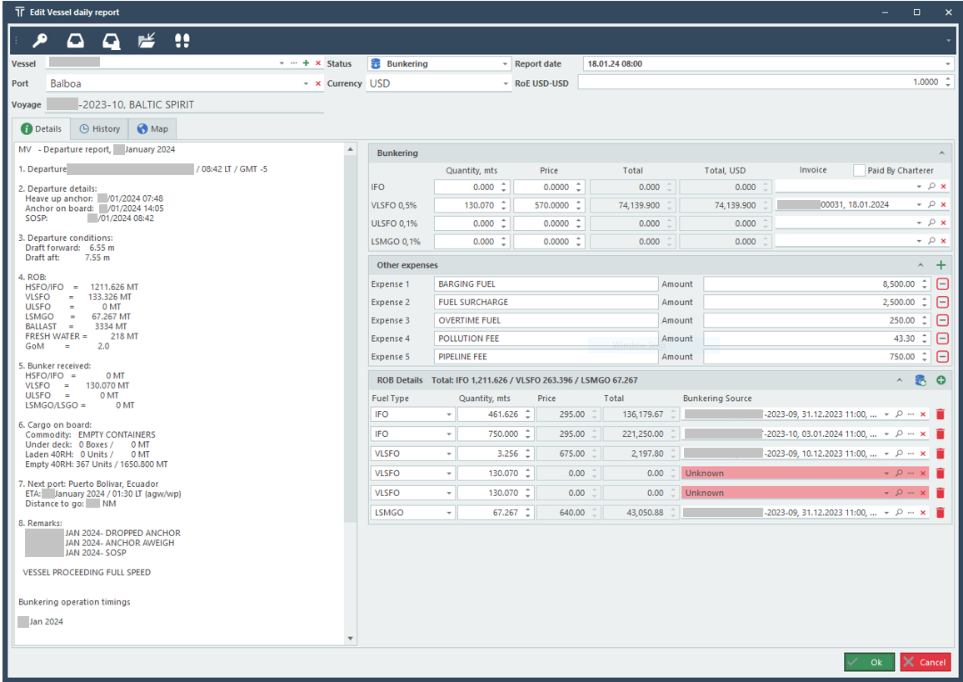 Edit Vessel daily report
Vessel
Status Bunkering
Report date 18.01.24 08:00
Port Balboa
Currency USD
RoE USD-USD 1.0000
Voyage -2023-10, BALTIC SPIRIT
Details History Map
MV - Departure report, January 2024
1. Departure / 08:42 LT / GMT -5
2. Departure details:
Heave up anchor: /01/2024 07:48
Anchor on board: /01/2024 14:05
SOSP: /01/2024 08:42
3. Departure conditions:
Draft forward: 6.55 m
Draft aft: 7.55 m
4. ROB:
HSFO/IFO = 1211.626 MT
VLSFO = 133.326 MT
ULSFO = 0 MT
LSMGO = 67.267 MT
BALLAST = 3334 MT
FRESH WATER = 218 MT
GoM = 2.0
5. Bunker received:
HSFO/IFO = 0 MT
VLSFO = 130.070 MT
ULSFO = 0 MT
LSMGO/LSGO = 0 MT
6. Cargo on board:
Commodity: EMPTY CONTAINERS
Under deck: 0 Boxes / 0 MT
Laden 40RH: 0 Units / 0 MT
Empty 40RH: 367 Units / 1650.800 MT
7. Next port: Puerto Bolivar, Ecuador
ETA: January 2024 / 01:30 LT (agw/wp)
Distance to go: NM
8. Remarks:
JAN 2024- DROPPED ANCHOR
JAN 2024- ANCHOR AWEIGH
JAN 2024- SOSP
VESSEL PROCEEDING FULL SPEED
Bunkering operation timings
Jan 2024
Bunkering
Quantity, mts Price Total Total, USD Invoice Paid By Charterer
IFO 0.000 0.0000 0.000 0.000
VLSFO 0,5% 130.070 570.0000 74,139.900 74,139.900 00031, 18.01.2024
ULSFO 0,1% 0.000 0.0000 0.000 0.000
LSMGO 0,1% 0.000 0.0000 0.000 0.000
Other expenses
Expense 1 BARGING FUEL Amount 8,500.00
Expense 2 FUEL SURCHARGE Amount 2,500.00
Expense 3 OVERTIME FUEL Amount 250.00
Expense 4 POLLUTION FEE Amount 43.30
Expense 5 PIPELINE FEE Amount 750.00
ROB Details Total: IFO 1,211.626 / VLSFO 263.396 / LSMGO 67.267
Fuel Type Quantity, mts Price Total Bunkering Source
IFO 461.626 295.00 136,179.67 -2023-09, 31.12.2023 11:00, ...
IFO 750.000 295.00 221,250.00 -2023-10, 03.01.2024 11:00, ...
VLSFO 3.256 675.00 2,197.80 -2023-09, 10.12.2023 11:00, ...
VLSFO 130.070 0.00 0.00 Unknown
VLSFO 130.070 0.00 0.00 Unknown
LSMGO 67.267 640.00 43,050.88 -2023-09, 31.12.2023 11:00, ...
Ok Cancel